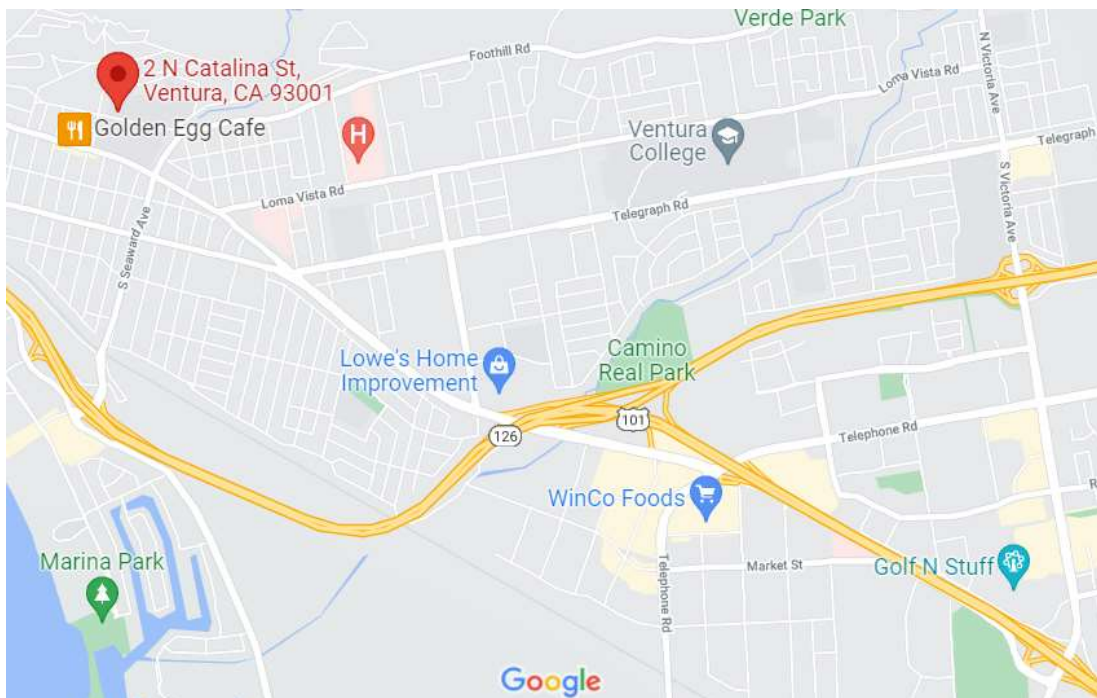 Verde Park
N Victoria Ave
Foothill Rd
2 N Catalina St,
Ventura, CA 93001
Loma Vista Rd
H
Golden Egg Cafe
Ventura
College
Telegraph
Loma Vista Rd
S Victoria Ave
Telegraph Rd
S Seaward Ave
Lowe's Home
Improvement
Camino
Real Park
101
126
Telephone Rd
WinCo Foods
R
Marina Park
Market St
Golf N Stuff
Telephone Rd
Google